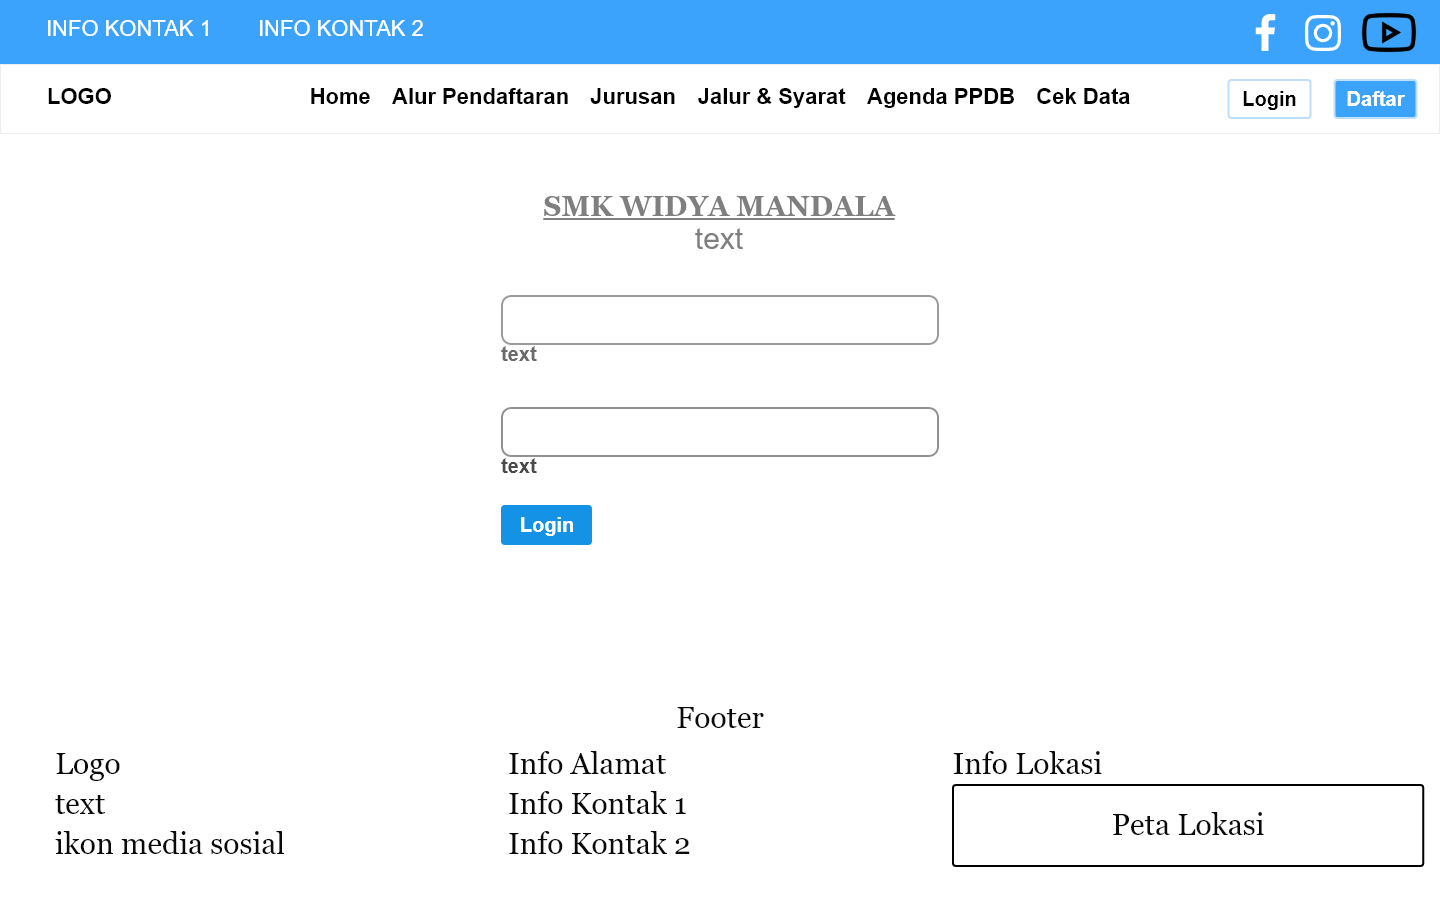 INFO KONTAK 1 INFO KONTAK 2
LOGO Home Alur Pendaftaran Jurusan Jalur & Syarat Agenda PPDB Cek Data Login Daftar
SMK WIDYA MANDALA
text
text
text
Login
Footer
Logo
text
ikon media sosial
Info Alamat
Info Kontak 1
Info Kontak 2
Info Lokasi
Peta Lokasi